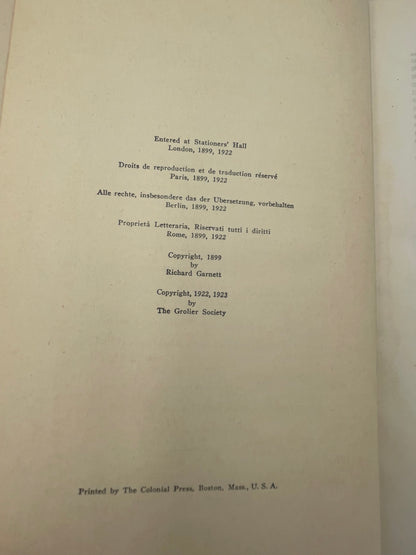 Entered at Stationers' Hall
London, 1899, 1922
Droits de reproduction et de traduction réservé
Paris, 1899, 1922
Alle rechte, insbesondere das der Ubersetzung, vorbehalten
Berlin, 1899, 1922
Proprietá Letteraria, Riservati tutti i diritti
Rome, 1899, 1922
Copyright, 1899
by
Richard Garnett
Copyright, 1922, 1923
by
The Grolier Society
Printed by The Colonial Press, Boston, Mass., U. S. A.